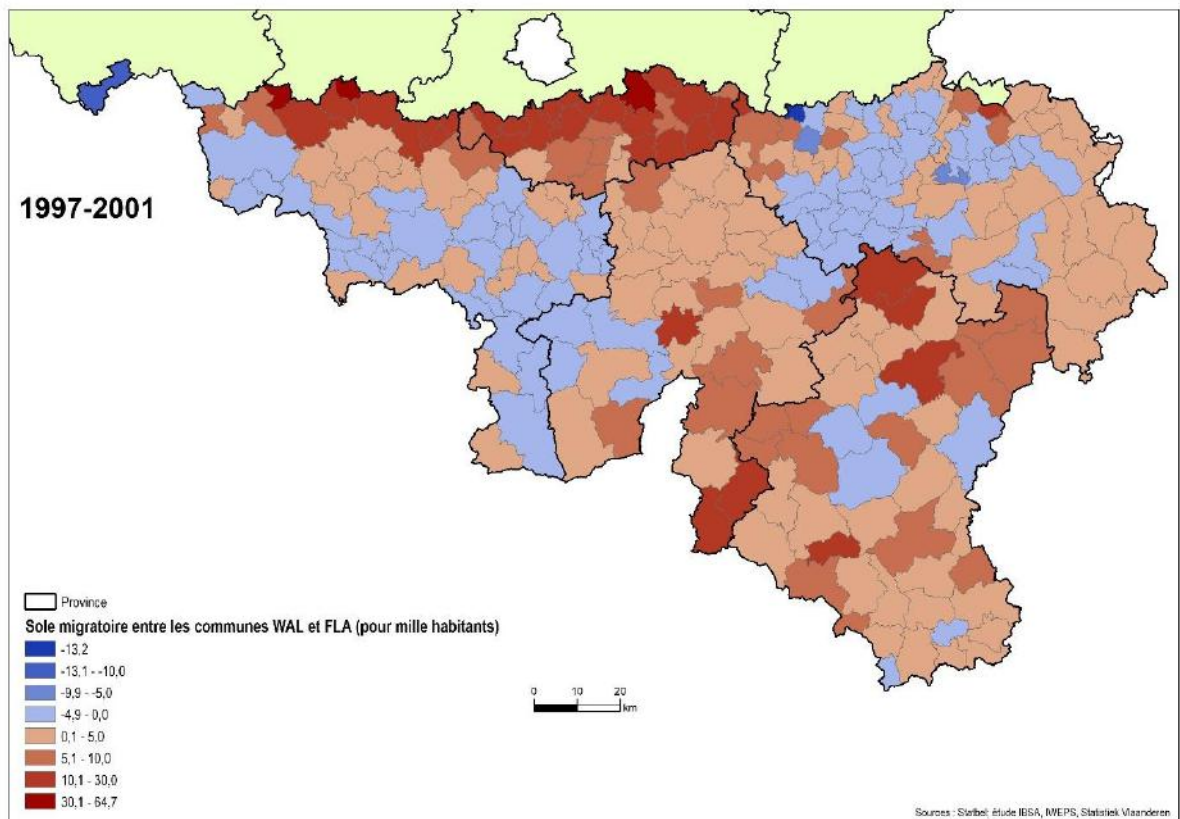 1997-2001
Province
Sole migratoire entre les communes WAL et FLA (pour mille habitants)
-13,2
-13,1 - -10,0
-9,9 - -5,0
-4,9 - 0,0
0,1 - 5,0
5,1 - 10,0
10,1 - 30,0
30,1 - 64,7
0 10 20
km
Sources : Statbel; étude IBSA, IWEPS, Statistiek Vlaanderen